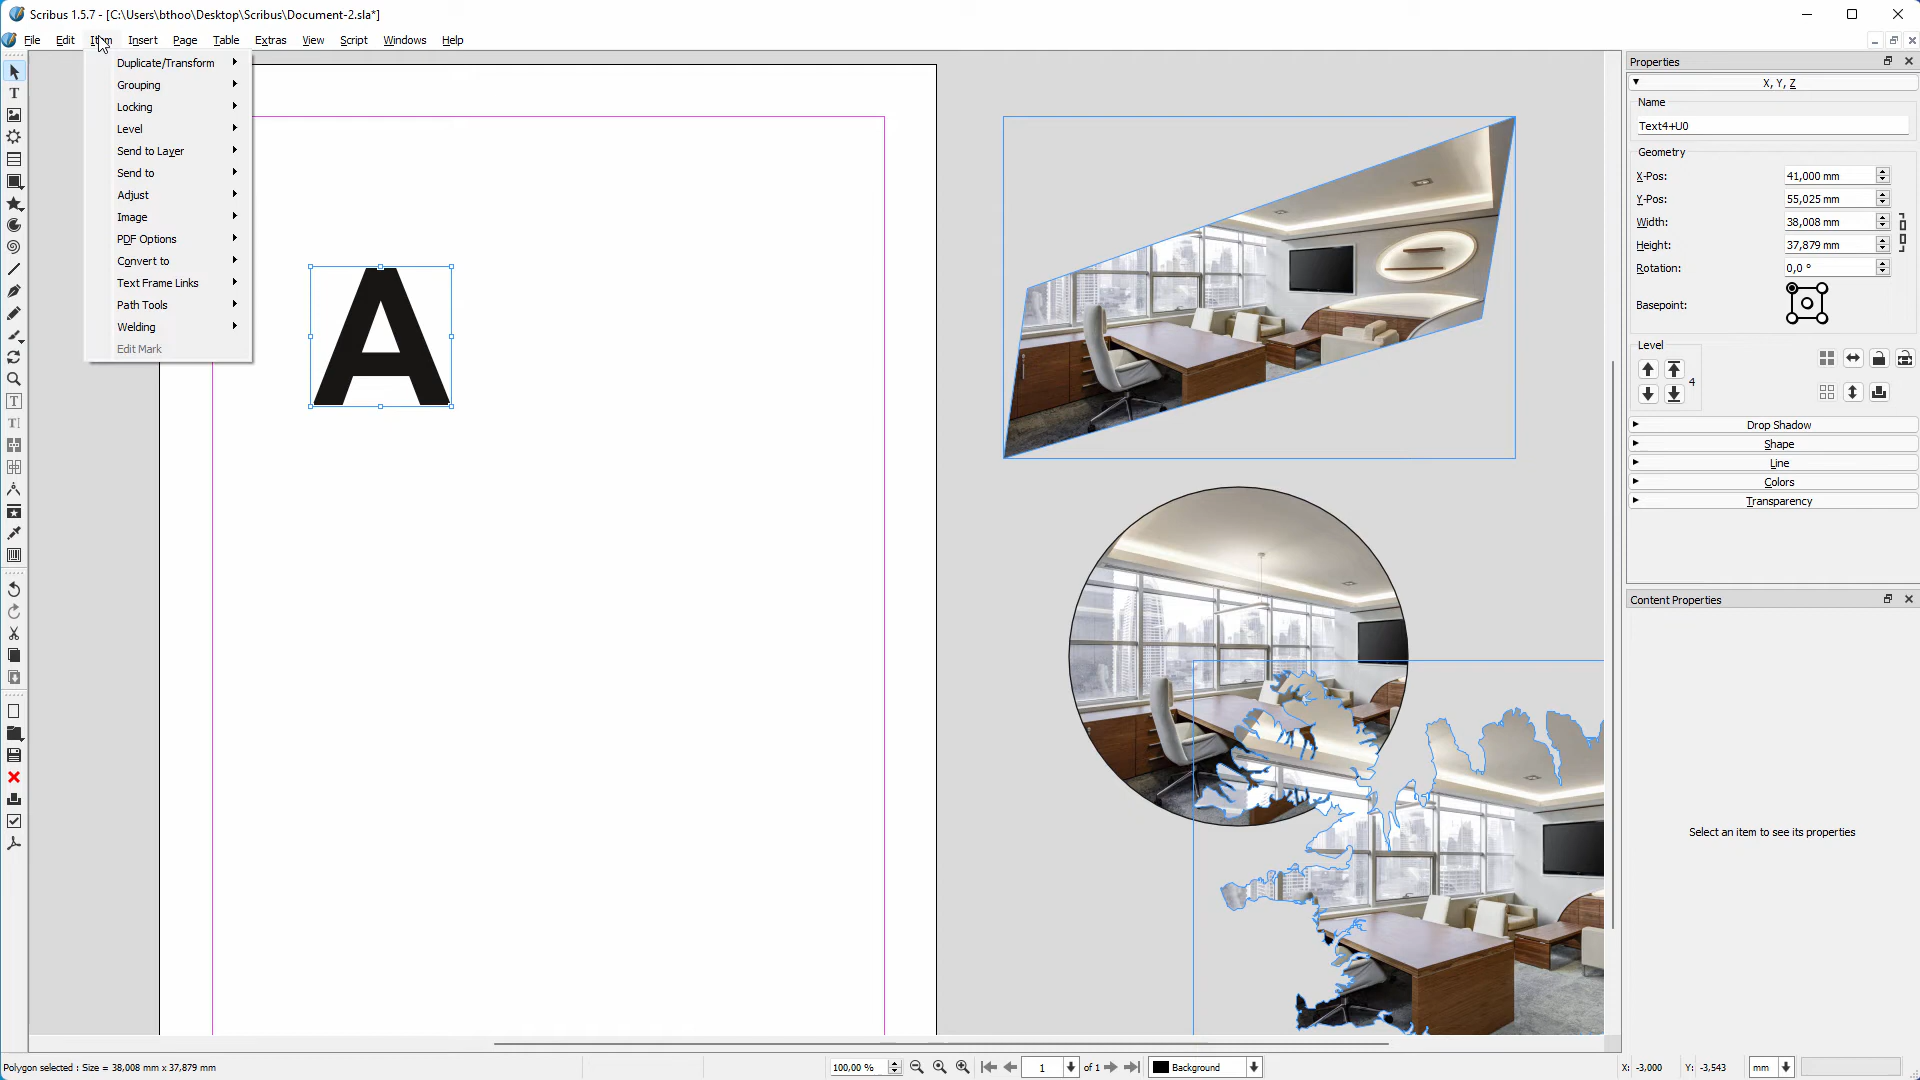 Scribus 1.5.7 - [C:\Users\bthoo\Desktop\Scribus\Document-2.sla*]
File Edit Item Insert Page Table Extras View Script Windows Help
Duplicate/Transform
Grouping
Locking
Level
Send to Layer
Send to
Adjust
Image
PDF Options
Convert to
Text Frame Links
Path Tools
Welding
Edit Mark
A
Properties
X, Y, Z
Name
Text4+U0
Geometry
X-Pos: 41,000 mm
Y-Pos: 55,025 mm
Width: 38,008 mm
Height: 37,879 mm
Rotation: 0,0 °
Basepoint:
Level
4
Drop Shadow
Shape
Line
Colors
Transparency
Content Properties
Select an item to see its properties
Polygon selected : Size = 38,008 mm x 37,879 mm
100,00 %
1 of 1
Background
X: -3,000 Y: -3,543 mm